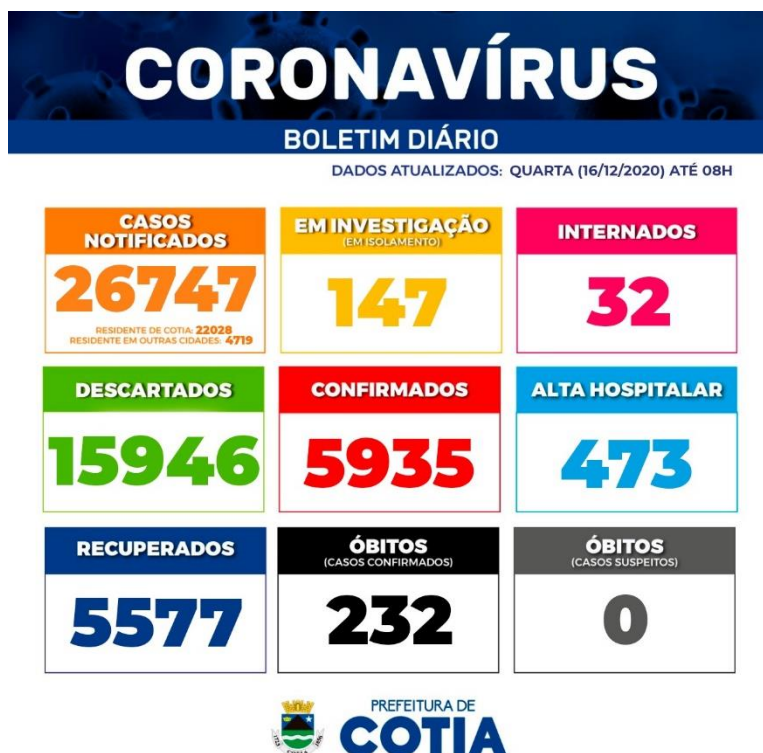 CORONAVÍRUS
BOLETIM DIÁRIO
DADOS ATUALIZADOS: QUARTA (16/12/2020) ATÉ 08H
CASOS
NOTIFICADOS
26747
RESIDENTE DE COTIA: 22028
RESIDENTE EM OUTRAS CIDADES: 4719
EM INVESTIGAÇÃO
(EM ISOLAMENTO)
147
INTERNADOS
32
DESCARTADOS
15946
CONFIRMADOS
5935
ALTA HOSPITALAR
473
RECUPERADOS
5577
ÓBITOS
(CASOS CONFIRMADOS)
232
ÓBITOS
(CASOS SUSPEITOS)
0
PREFEITURA DE
COTIA